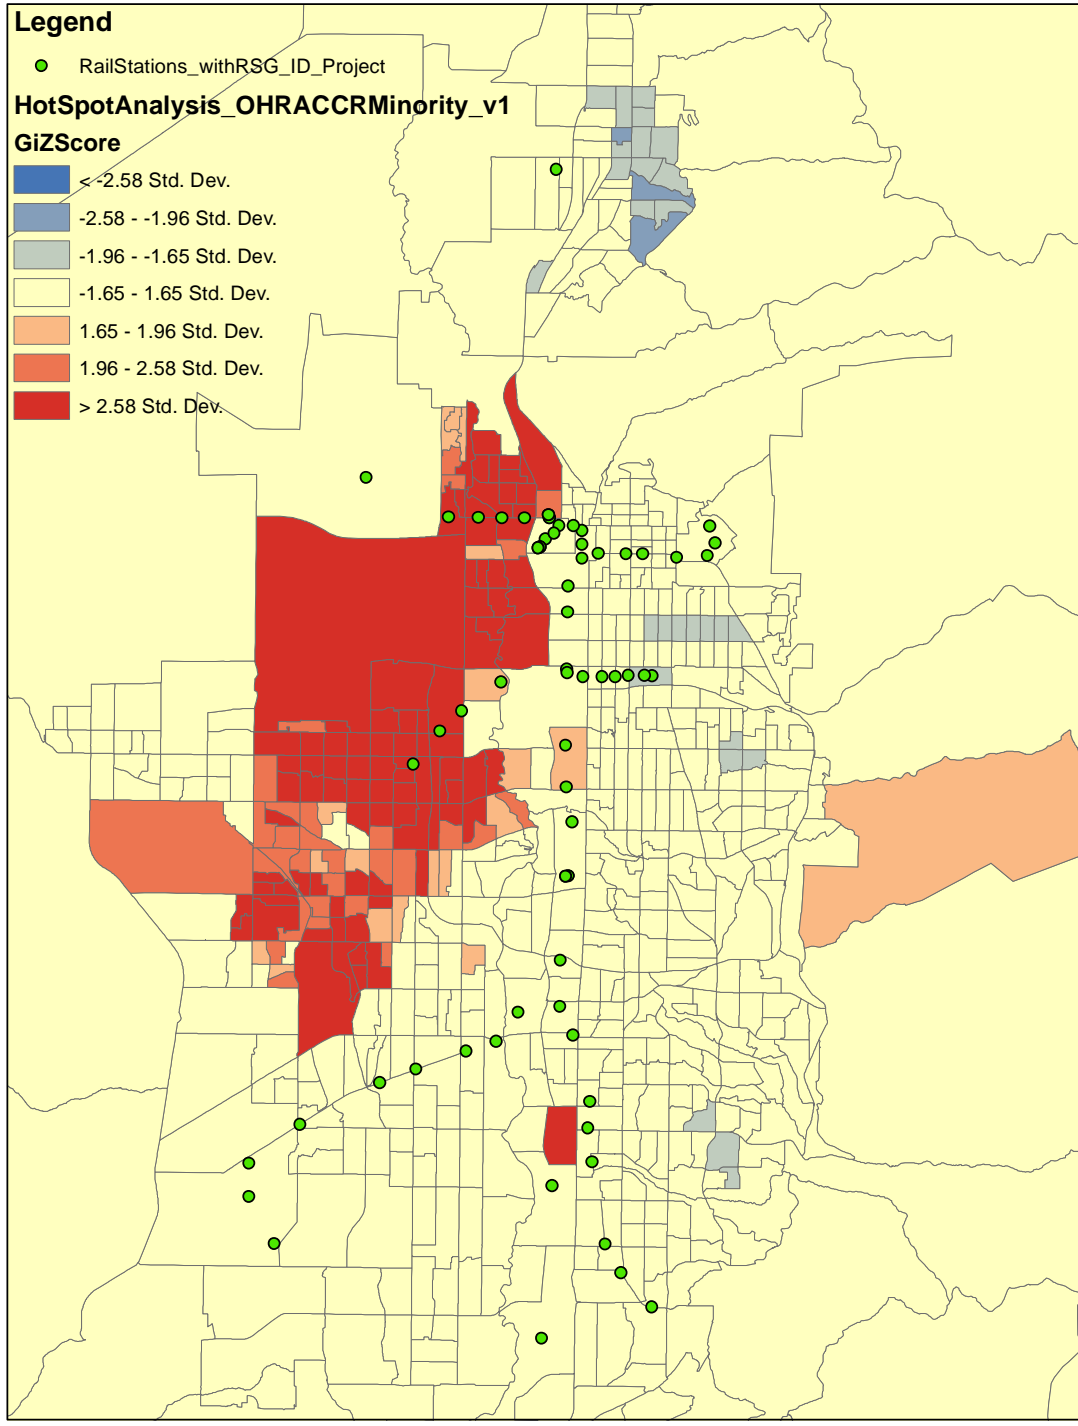 Legend
RailStations_withRSG_ID_Project
HotSpotAnalysis_OHRACCRMinority_v1
GiZScore
< -2.58 Std. Dev.
-2.58 - -1.96 Std. Dev.
-1.96 - -1.65 Std. Dev.
-1.65 - 1.65 Std. Dev.
1.65 - 1.96 Std. Dev.
1.96 - 2.58 Std. Dev.
> 2.58 Std. Dev.